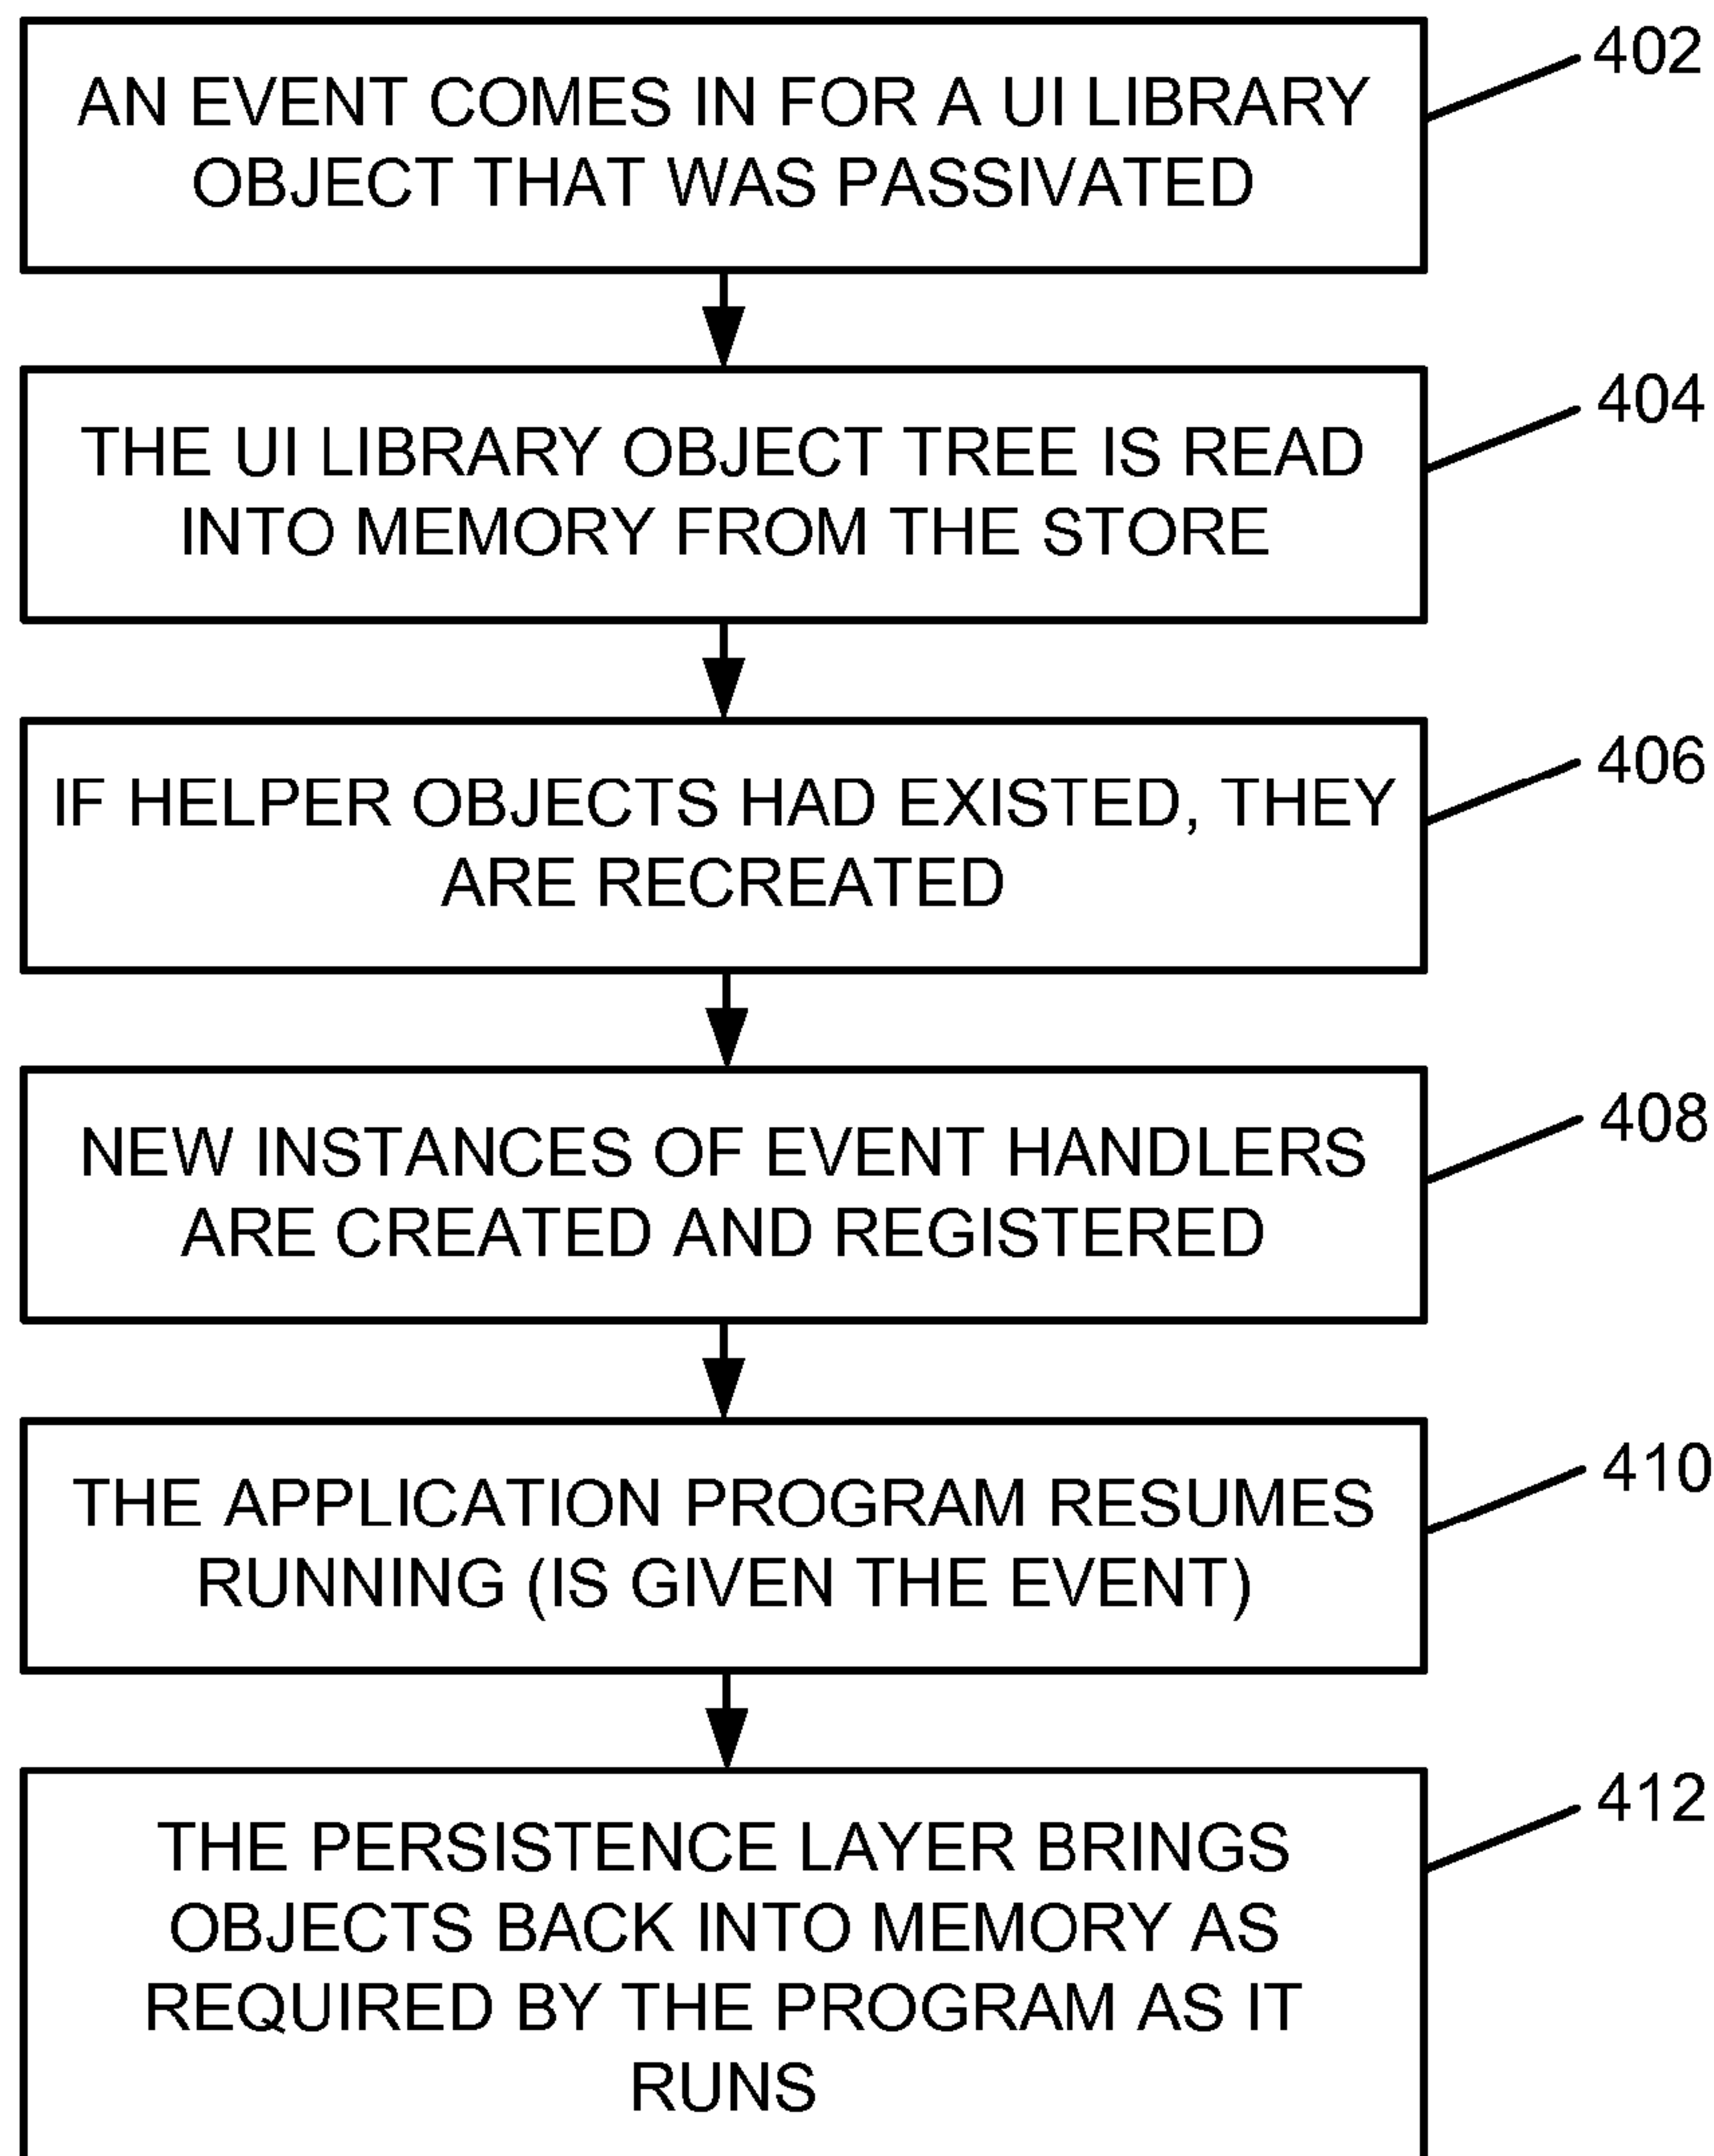 AN EVENT COMES IN FOR A UI LIBRARY
OBJECT THAT WAS PASSIVATED
402
THE UI LIBRARY OBJECT TREE IS READ
INTO MEMORY FROM THE STORE
404
IF HELPER OBJECTS HAD EXISTED, THEY
ARE RECREATED
406
NEW INSTANCES OF EVENT HANDLERS
ARE CREATED AND REGISTERED
408
THE APPLICATION PROGRAM RESUMES
RUNNING (IS GIVEN THE EVENT)
410
THE PERSISTENCE LAYER BRINGS
OBJECTS BACK INTO MEMORY AS
REQUIRED BY THE PROGRAM AS IT
RUNS
412